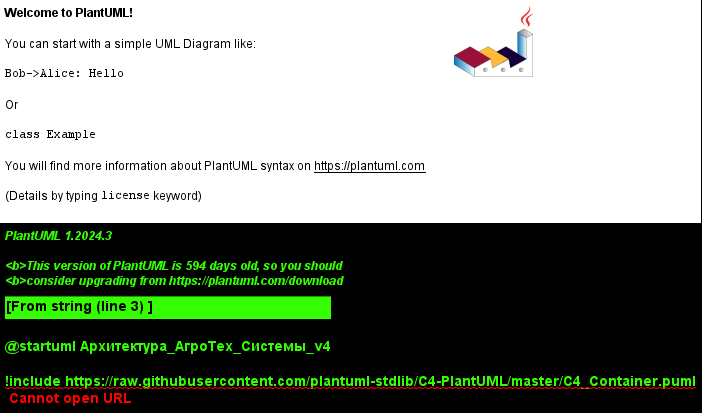 Welcome to PlantUML!
You can start with a simple UML Diagram like:
Bob->Alice: Hello
Or
class Example
You will find more information about PlantUML syntax on https://plantuml.com
(Details by typing license keyword)
PlantUML 1.2024.3
<b>This version of PlantUML is 594 days old, so you should
<b>consider upgrading from https://plantuml.com/download
[From string (line 3) ]
@startuml Архитектура_АгроТех_Системы_v4
!include https://raw.githubusercontent.com/plantuml-stdlib/C4-PlantUML/master/C4_Container.puml
Cannot open URL